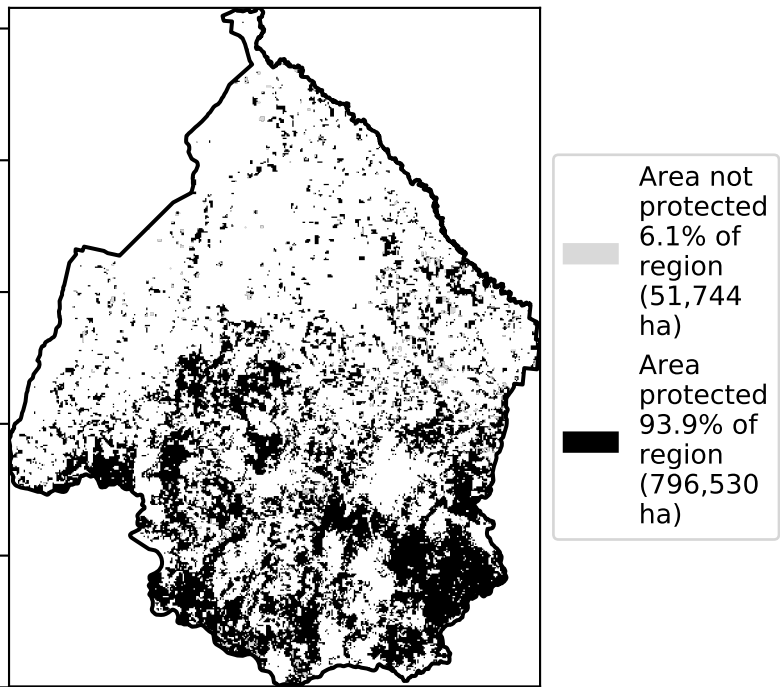 Area not
protected
6.1% of
region
(51,744
ha)
Area
protected
93.9% of
region
(796,530
ha)